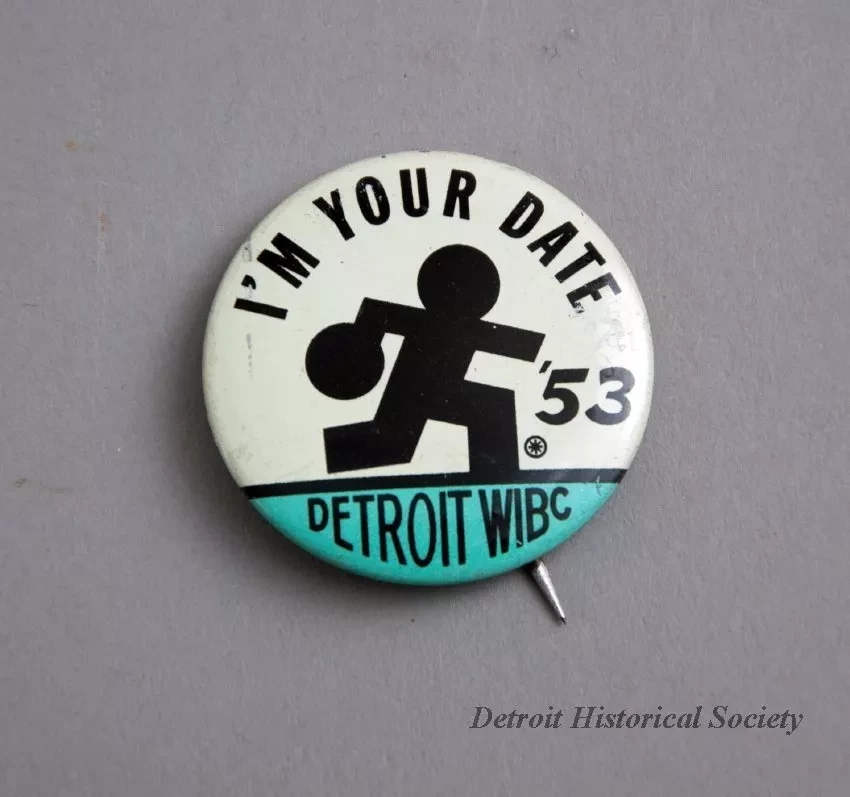 I'M YOUR DATE
'53
DETROIT WIBC
Detroit Historical Society